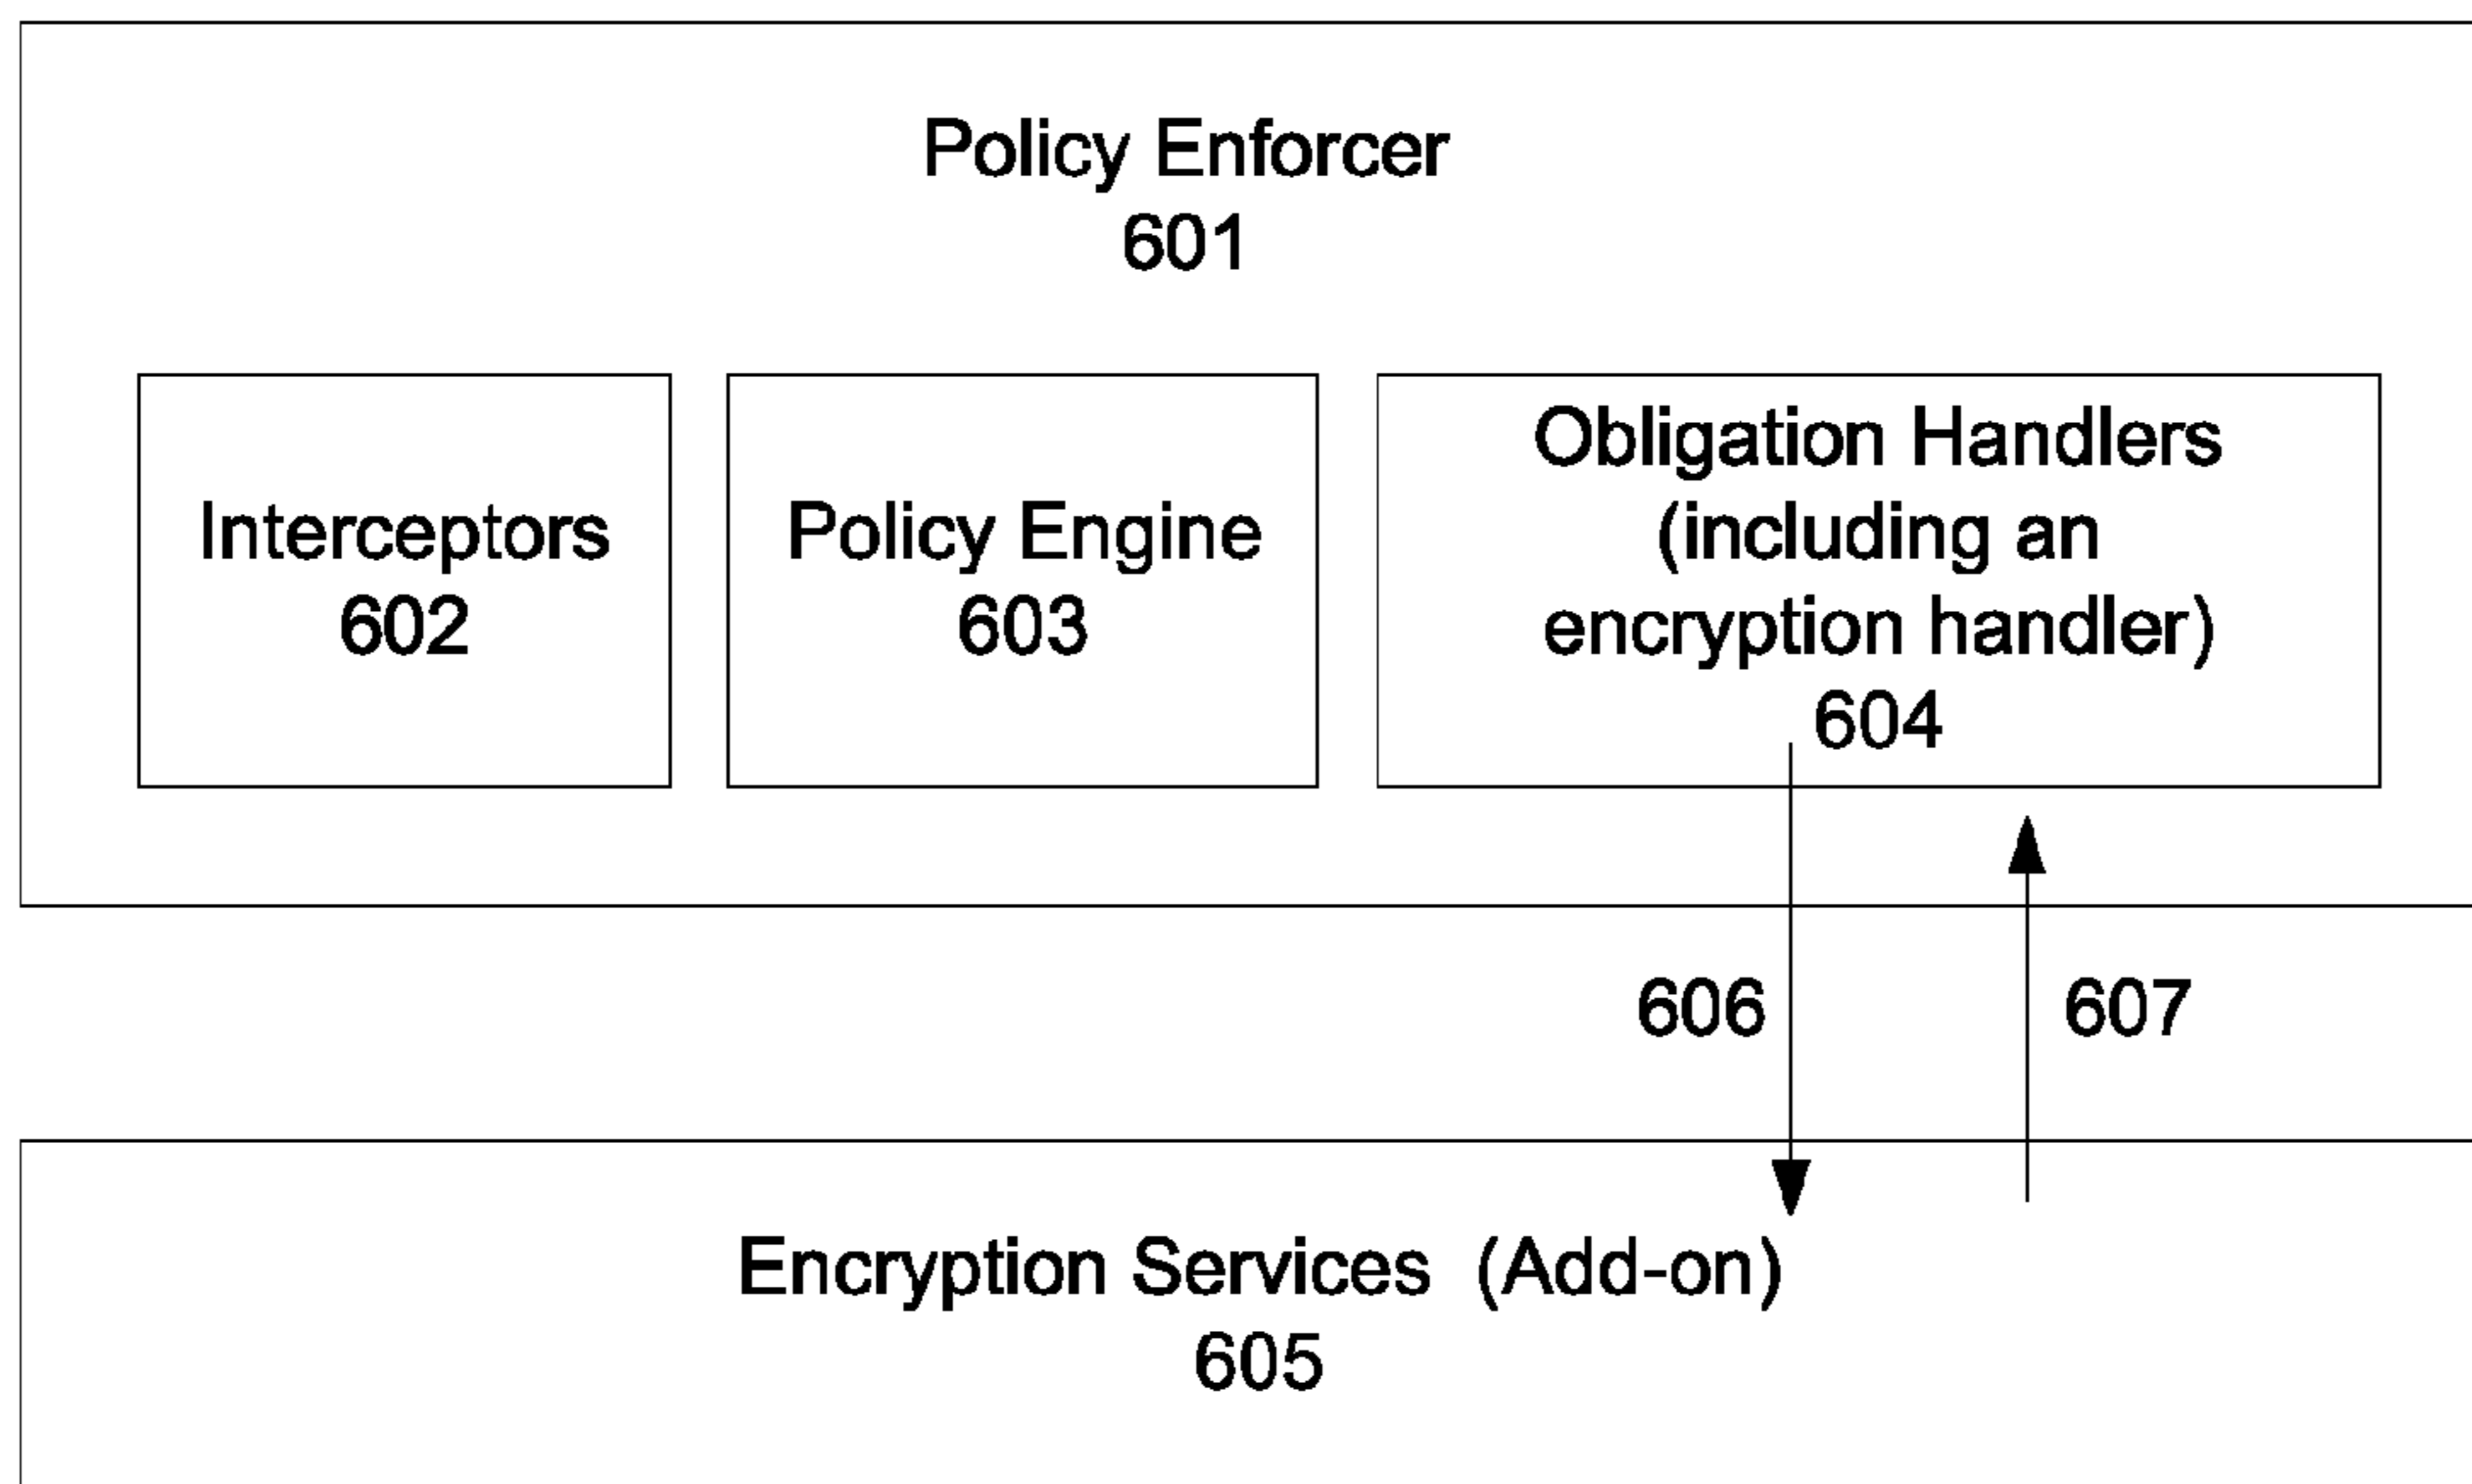 Policy Enforcer
601
Interceptors
602
Policy Engine
603
Obligation Handlers
(including an
encryption handler)
604
606
607
Encryption Services (Add-on)
605